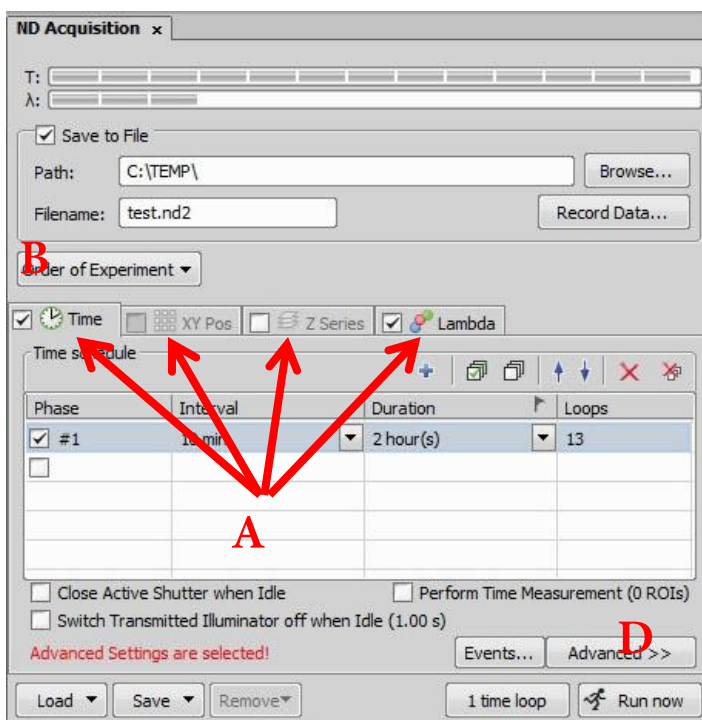 ND Acquisition x
T:
λ:
Save to File
Path: C:\TEMP\ Browse...
Filename: test.nd2 Record Data...
B
Order of Experiment
Time XY Pos Z Series Lambda
Time schedule
Phase Interval Duration Loops
#1 10 min 2 hour(s) 13
A
Close Active Shutter when Idle Perform Time Measurement (0 ROIs)
Switch Transmitted Illuminator off when Idle (1.00 s)
D
Advanced Settings are selected! Events... Advanced >>
Load Save Remove 1 time loop Run now